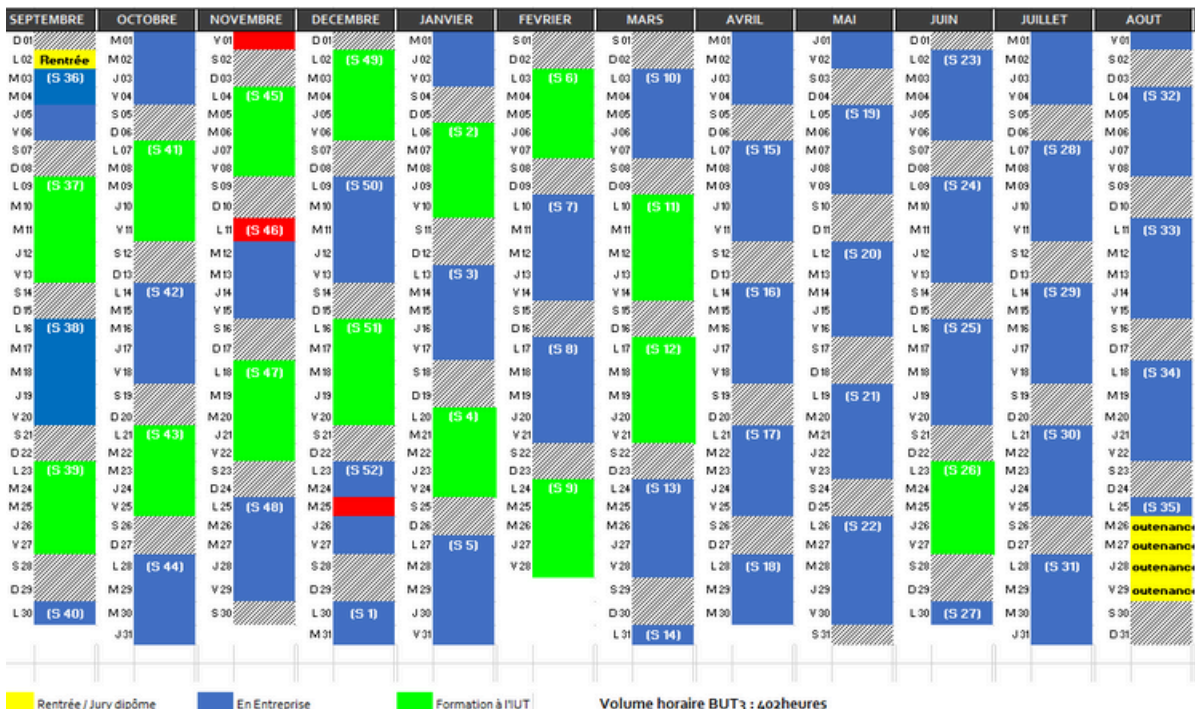 SEPTEMBRE OCTOBRE NOVEMBRE DECEMBRE JANVIER FEVRIER MARS AVRIL MAI JUIN JUILLET AOUT
D 01 M 01 V 01 D 01 M 01 S 01 S 01 M 01 J 01 D 01 M 01 V 01
L 02 Rentrée M 02 S 02 L 02 (S 49) J 02 D 02 D 02 M 02 V 02 L 02 (S 23) M 02 S 02
M 03 (S 36) J 03 D 03 M 03 V 03 L 03 (S 6) L 03 (S 10) J 03 S 03 M 03 J 03 D 03
M 04 V 04 L 04 (S 45) M 04 S 04 M 04 M 04 V 04 D 04 M 04 V 04 L 04 (S 32)
J 05 S 05 M 05 J 05 D 05 M 05 M 05 S 05 L 05 (S 19) J 05 S 05 M 05
V 06 D 06 M 06 V 06 L 06 (S 2) J 06 J 06 D 06 M 06 V 06 D 06 M 06
S 07 L 07 (S 41) J 07 S 07 M 07 V 07 V 07 L 07 (S 15) M 07 S 07 L 07 (S 28) J 07
D 08 M 08 V 08 D 08 M 08 S 08 S 08 M 08 J 08 D 08 M 08 V 08
L 09 (S 37) M 09 S 09 L 09 (S 50) J 09 D 09 D 09 M 09 V 09 L 09 (S 24) M 09 S 09
M 10 J 10 D 10 M 10 V 10 L 10 (S 7) L 10 (S 11) J 10 S 10 M 10 J 10 D 10
M 11 V 11 L 11 (S 46) M 11 S 11 M 11 M 11 V 11 D 11 M 11 V 11 L 11 (S 33)
J 12 S 12 M 12 J 12 D 12 M 12 M 12 S 12 L 12 (S 20) J 12 S 12 M 12
V 13 D 13 M 13 V 13 L 13 (S 3) J 13 J 13 D 13 M 13 V 13 D 13 M 13
S 14 L 14 (S 42) J 14 S 14 M 14 V 14 V 14 L 14 (S 16) M 14 S 14 L 14 (S 29) J 14
D 15 M 15 V 15 D 15 M 15 S 15 S 15 M 15 J 15 D 15 M 15 V 15
L 16 (S 38) M 16 S 16 L 16 (S 51) J 16 D 16 D 16 M 16 V 16 L 16 (S 25) M 16 S 16
M 17 J 17 D 17 M 17 V 17 L 17 (S 8) L 17 (S 12) J 17 S 17 M 17 J 17 D 17
M 18 V 18 L 18 (S 47) M 18 S 18 M 18 M 18 V 18 D 18 M 18 V 18 L 18 (S 34)
J 19 S 19 M 19 J 19 D 19 M 19 M 19 S 19 L 19 (S 21) J 19 S 19 M 19
V 20 D 20 M 20 V 20 L 20 (S 4) J 20 J 20 D 20 M 20 V 20 D 20 M 20
S 21 L 21 (S 43) J 21 S 21 M 21 V 21 V 21 L 21 (S 17) M 21 S 21 L 21 (S 30) J 21
D 22 M 22 V 22 D 22 M 22 S 22 S 22 M 22 J 22 D 22 M 22 V 22
L 23 (S 39) M 23 S 23 L 23 (S 52) J 23 D 23 D 23 M 23 V 23 L 23 (S 26) M 23 S 23
M 24 J 24 D 24 M 24 V 24 L 24 (S 9) L 24 (S 13) J 24 S 24 M 24 J 24 D 24
M 25 V 25 L 25 (S 48) M 25 S 25 M 25 M 25 V 25 D 25 M 25 V 25 L 25 (S 35)
J 26 S 26 M 26 J 26 D 26 M 26 M 26 S 26 L 26 (S 22) J 26 S 26 M 26 outenance
V 27 D 27 M 27 V 27 L 27 (S 5) J 27 J 27 D 27 M 27 V 27 D 27 M 27 outenance
S 28 L 28 (S 44) J 28 S 28 M 28 V 28 V 28 L 28 (S 18) M 28 S 28 L 28 (S 31) J 28 outenance
D 29 M 29 V 29 D 29 M 29 S 29 M 29 J 29 D 29 M 29 V 29 outenance
L 30 (S 40) M 30 S 30 L 30 (S 1) J 30 D 30 M 30 V 30 L 30 (S 27) M 30 S 30
J 31 M 31 V 31 L 31 (S 14) S 31 J 31 D 31
Rentrée / Jury dipôme En Entreprise Formation à l'IUT Volume horaire BUT3 : 402heures